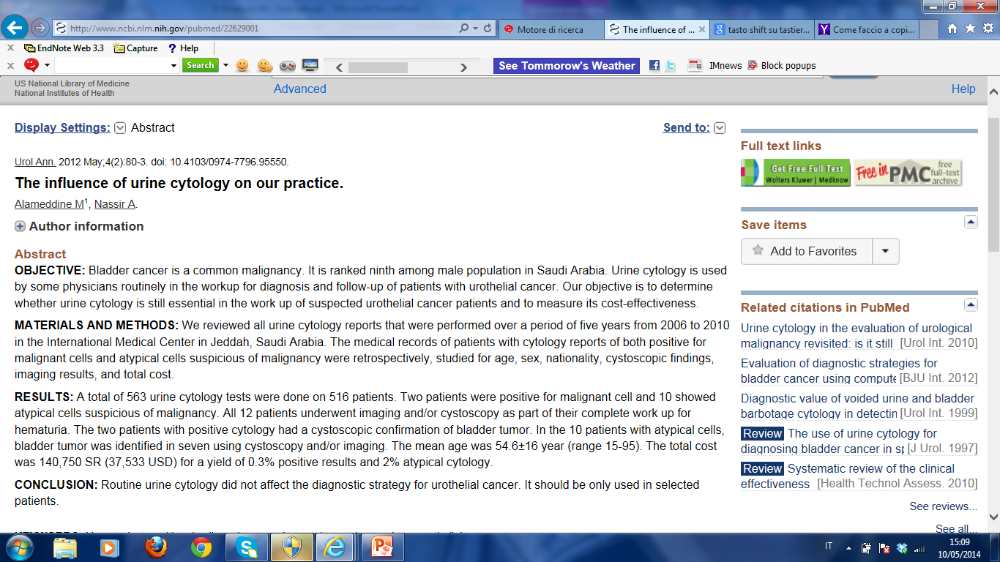 http://www.ncbi.nlm.nih.gov/pubmed/22629001
Motore di ricerca
The influence of ...
tasto shift su tastier...
Come faccio a copi...
EndNote Web 3.3 Capture ? Help
Search
See Tommorow's Weather
IMnews
Block popups
US National Library of Medicine
National Institutes of Health
Advanced
Help
Display Settings: Abstract
Send to:
Urol Ann. 2012 May;4(2):80-3. doi: 10.4103/0974-7796.95550.
The influence of urine cytology on our practice.
Alameddine M1, Nassir A.
Author information
Abstract
OBJECTIVE: Bladder cancer is a common malignancy. It is ranked ninth among male population in Saudi Arabia. Urine cytology is used
by some physicians routinely in the workup for diagnosis and follow-up of patients with urothelial cancer. Our objective is to determine
whether urine cytology is still essential in the work up of suspected urothelial cancer patients and to measure its cost-effectiveness.
MATERIALS AND METHODS: We reviewed all urine cytology reports that were performed over a period of five years from 2006 to 2010
in the International Medical Center in Jeddah, Saudi Arabia. The medical records of patients with cytology reports of both positive for
malignant cells and atypical cells suspicious of malignancy were retrospectively, studied for age, sex, nationality, cystoscopic findings,
imaging results, and total cost.
RESULTS: A total of 563 urine cytology tests were done on 516 patients. Two patients were positive for malignant cell and 10 showed
atypical cells suspicious of malignancy. All 12 patients underwent imaging and/or cystoscopy as part of their complete work up for
hematuria. The two patients with positive cytology had a cystoscopic confirmation of bladder tumor. In the 10 patients with atypical cells,
bladder tumor was identified in seven using cystoscopy and/or imaging. The mean age was 54.6±16 year (range 15-95). The total cost
was 140,750 SR (37,533 USD) for a yield of 0.3% positive results and 2% atypical cytology.
CONCLUSION: Routine urine cytology did not affect the diagnostic strategy for urothelial cancer. It should be only used in selected
patients.
Full text links
Get Free Full Text
Wolters Kluwer | Medknow
Free in PMC free
full-text
archive
Save items
Add to Favorites
Related citations in PubMed
Urine cytology in the evaluation of urological
malignancy revisited: is it still [Urol Int. 2010]
Evaluation of diagnostic strategies for
bladder cancer using compute [BJU Int. 2012]
Diagnostic value of voided urine and bladder
barbotage cytology in detectin [Urol Int. 1999]
Review The use of urine cytology for
diagnosing bladder cancer in sp [J Urol. 1997]
Review Systematic review of the clinical
effectiveness [Health Technol Assess. 2010]
See reviews...
See all...
IT
15:09
10/05/2014